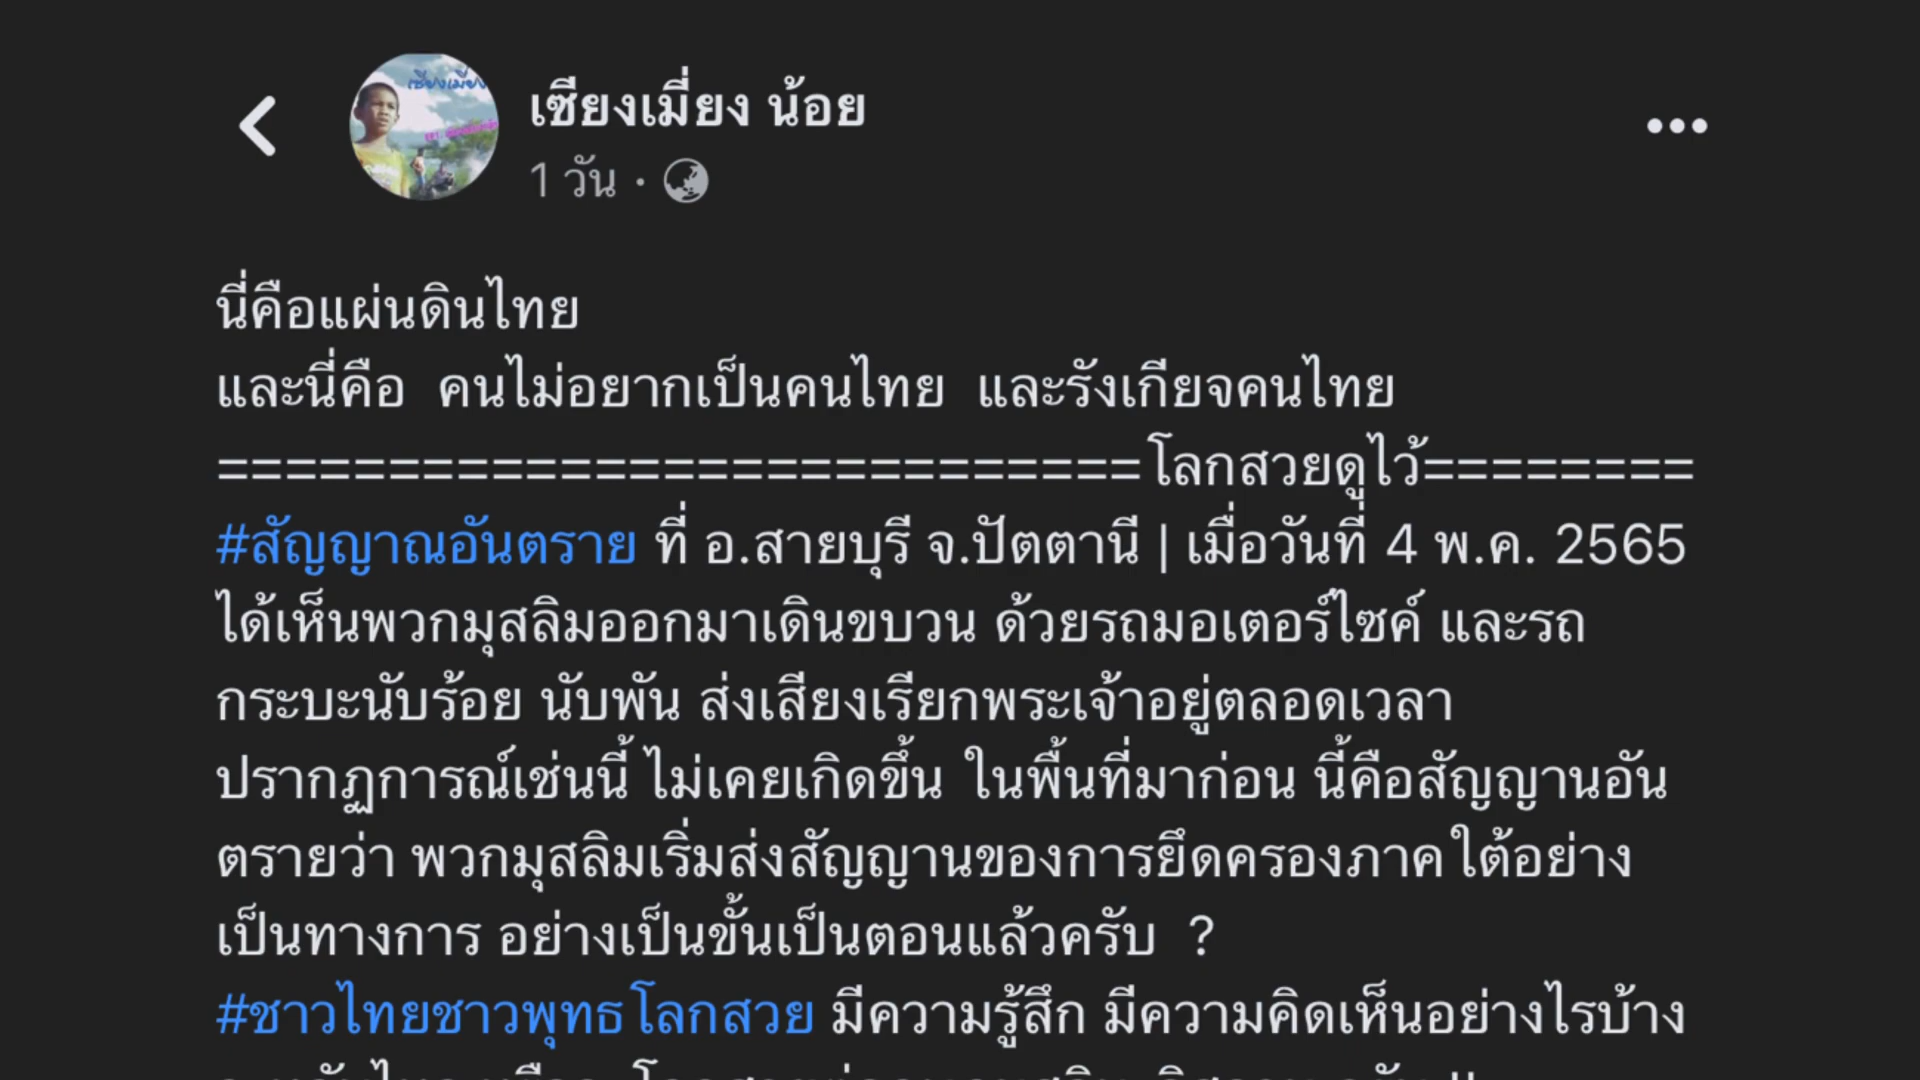 เซียงเมี่ยง น้อย
1 วัน ·
เซียงเมี่ยง
นี่คือแผ่นดินไทย
และนี่คือ คนไม่อยากเป็นคนไทย และรังเกียจคนไทย
===========================โลกสวยดูไว้========
#สัญญาณอันตราย ที่ อ.สายบุรี จ.ปัตตานี | เมื่อวันที่ 4 พ.ค. 2565
ได้เห็นพวกมุสลิมออกมาเดินขบวน ด้วยรถมอเตอร์ไซค์ และรถ
กระบะนับร้อย นับพัน ส่งเสียงเรียกพระเจ้าอยู่ตลอดเวลา
ปรากฏการณ์เช่นนี้ ไม่เคยเกิดขึ้น ในพื้นที่มาก่อน นี้คือสัญญานอัน
ตรายว่า พวกมุสลิมเริ่มส่งสัญญานของการยึดครองภาคใต้อย่าง
เป็นทางการ อย่างเป็นขั้นเป็นตอนแล้วครับ ?
#ชาวไทยชาวพุทธโลกสวย มีความรู้สึก มีความคิดเห็นอย่างไรบ้าง